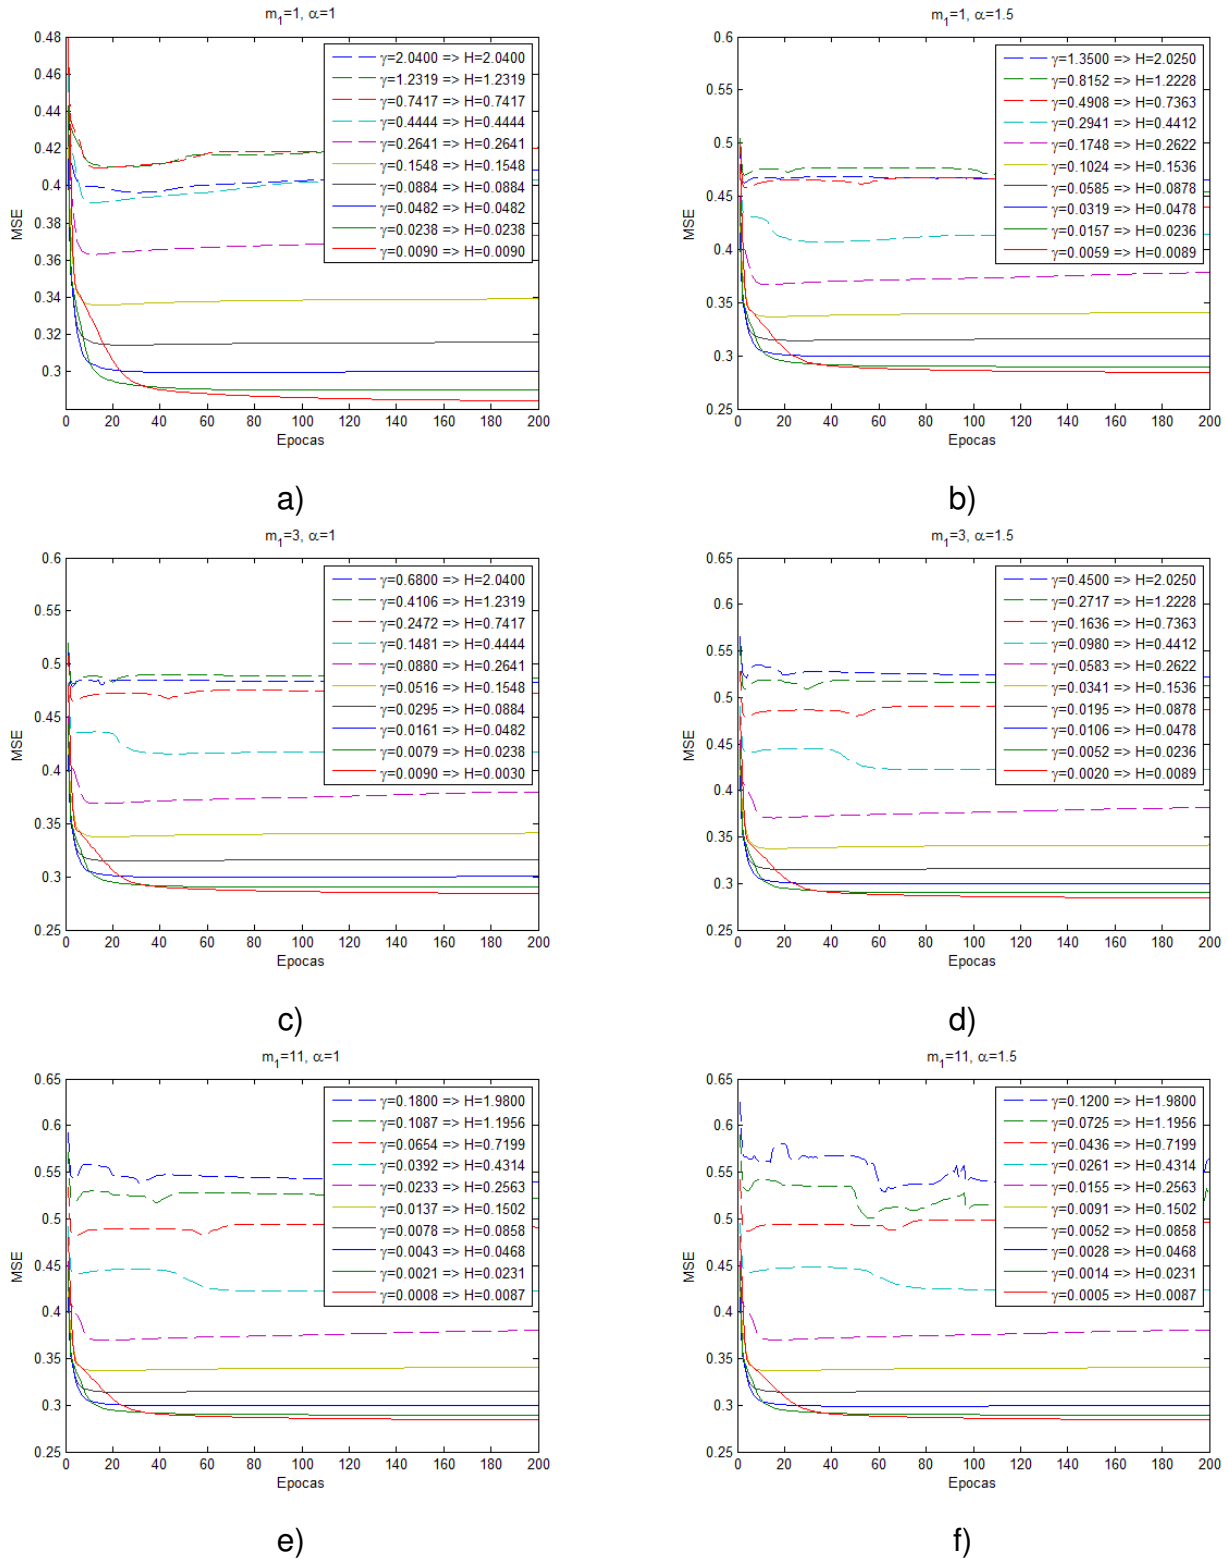 m1=1, α=1
0.48
0.46
0.44
0.42
0.4
0.38
0.36
0.34
0.32
0.3
MSE
γ=2.0400 => H=2.0400
γ=1.2319 => H=1.2319
γ=0.7417 => H=0.7417
γ=0.4444 => H=0.4444
γ=0.2641 => H=0.2641
γ=0.1548 => H=0.1548
γ=0.0884 => H=0.0884
γ=0.0482 => H=0.0482
γ=0.0238 => H=0.0238
γ=0.0090 => H=0.0090
0 20 40 60 80 100 120 140 160 180 200
Epocas
a)
m1=1, α=1.5
0.6
0.55
0.5
0.45
0.4
0.35
0.3
0.25
MSE
γ=1.3500 => H=2.0250
γ=0.8152 => H=1.2228
γ=0.4908 => H=0.7363
γ=0.2941 => H=0.4412
γ=0.1748 => H=0.2622
γ=0.1024 => H=0.1536
γ=0.0585 => H=0.0878
γ=0.0319 => H=0.0478
γ=0.0157 => H=0.0236
γ=0.0059 => H=0.0089
0 20 40 60 80 100 120 140 160 180 200
Epocas
b)
m1=3, α=1
0.6
0.55
0.5
0.45
0.4
0.35
0.3
0.25
MSE
γ=0.6800 => H=2.0400
γ=0.4106 => H=1.2319
γ=0.2472 => H=0.7417
γ=0.1481 => H=0.4444
γ=0.0880 => H=0.2641
γ=0.0516 => H=0.1548
γ=0.0295 => H=0.0884
γ=0.0161 => H=0.0482
γ=0.0079 => H=0.0238
γ=0.0090 => H=0.0030
0 20 40 60 80 100 120 140 160 180 200
Epocas
c)
m1=3, α=1.5
0.65
0.6
0.55
0.5
0.45
0.4
0.35
0.3
0.25
MSE
γ=0.4500 => H=2.0250
γ=0.2717 => H=1.2228
γ=0.1636 => H=0.7363
γ=0.0980 => H=0.4412
γ=0.0583 => H=0.2622
γ=0.0341 => H=0.1536
γ=0.0195 => H=0.0878
γ=0.0106 => H=0.0478
γ=0.0052 => H=0.0236
γ=0.0020 => H=0.0089
0 20 40 60 80 100 120 140 160 180 200
Epocas
d)
m1=11, α=1
0.65
0.6
0.55
0.5
0.45
0.4
0.35
0.3
0.25
MSE
γ=0.1800 => H=1.9800
γ=0.1087 => H=1.1956
γ=0.0654 => H=0.7199
γ=0.0392 => H=0.4314
γ=0.0233 => H=0.2563
γ=0.0137 => H=0.1502
γ=0.0078 => H=0.0858
γ=0.0043 => H=0.0468
γ=0.0021 => H=0.0231
γ=0.0008 => H=0.0087
0 20 40 60 80 100 120 140 160 180 200
Epocas
e)
m1=11, α=1.5
0.65
0.6
0.55
0.5
0.45
0.4
0.35
0.3
0.25
MSE
γ=0.1200 => H=1.9800
γ=0.0725 => H=1.1956
γ=0.0436 => H=0.7199
γ=0.0261 => H=0.4314
γ=0.0155 => H=0.2563
γ=0.0091 => H=0.1502
γ=0.0052 => H=0.0858
γ=0.0028 => H=0.0468
γ=0.0014 => H=0.0231
γ=0.0005 => H=0.0087
0 20 40 60 80 100 120 140 160 180 200
Epocas
f)